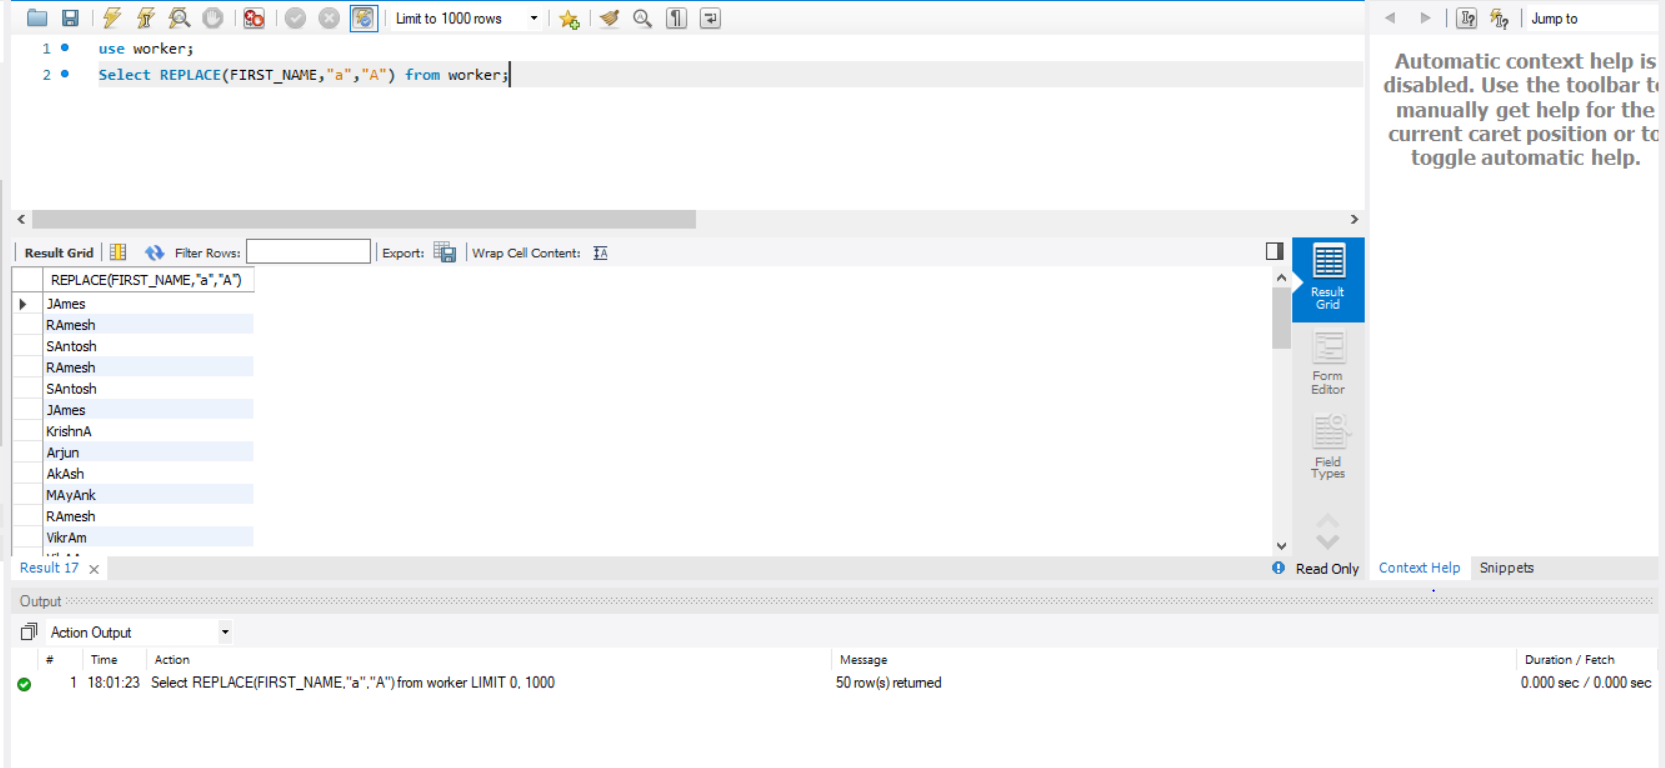 Limit to 1000 rows
Jump to
1 use worker;
2 Select REPLACE(FIRST_NAME,"a","A") from worker;
Automatic context help is
disabled. Use the toolbar to
manually get help for the
current caret position or to
toggle automatic help.
Result Grid Filter Rows: Export: Wrap Cell Content:
REPLACE(FIRST_NAME,"a","A")
JAmes
RAmesh
SAntosh
RAmesh
SAntosh
JAmes
KrishnA
Arjun
AkAsh
MAyAnk
RAmesh
VikrAm
Result
Grid
Form
Editor
Field
Types
Result 17
Read Only
Context Help Snippets
Output
Action Output
# Time Action Message Duration / Fetch
1 18:01:23 Select REPLACE(FIRST_NAME,"a","A") from worker LIMIT 0, 1000 50 row(s) returned 0.000 sec / 0.000 sec